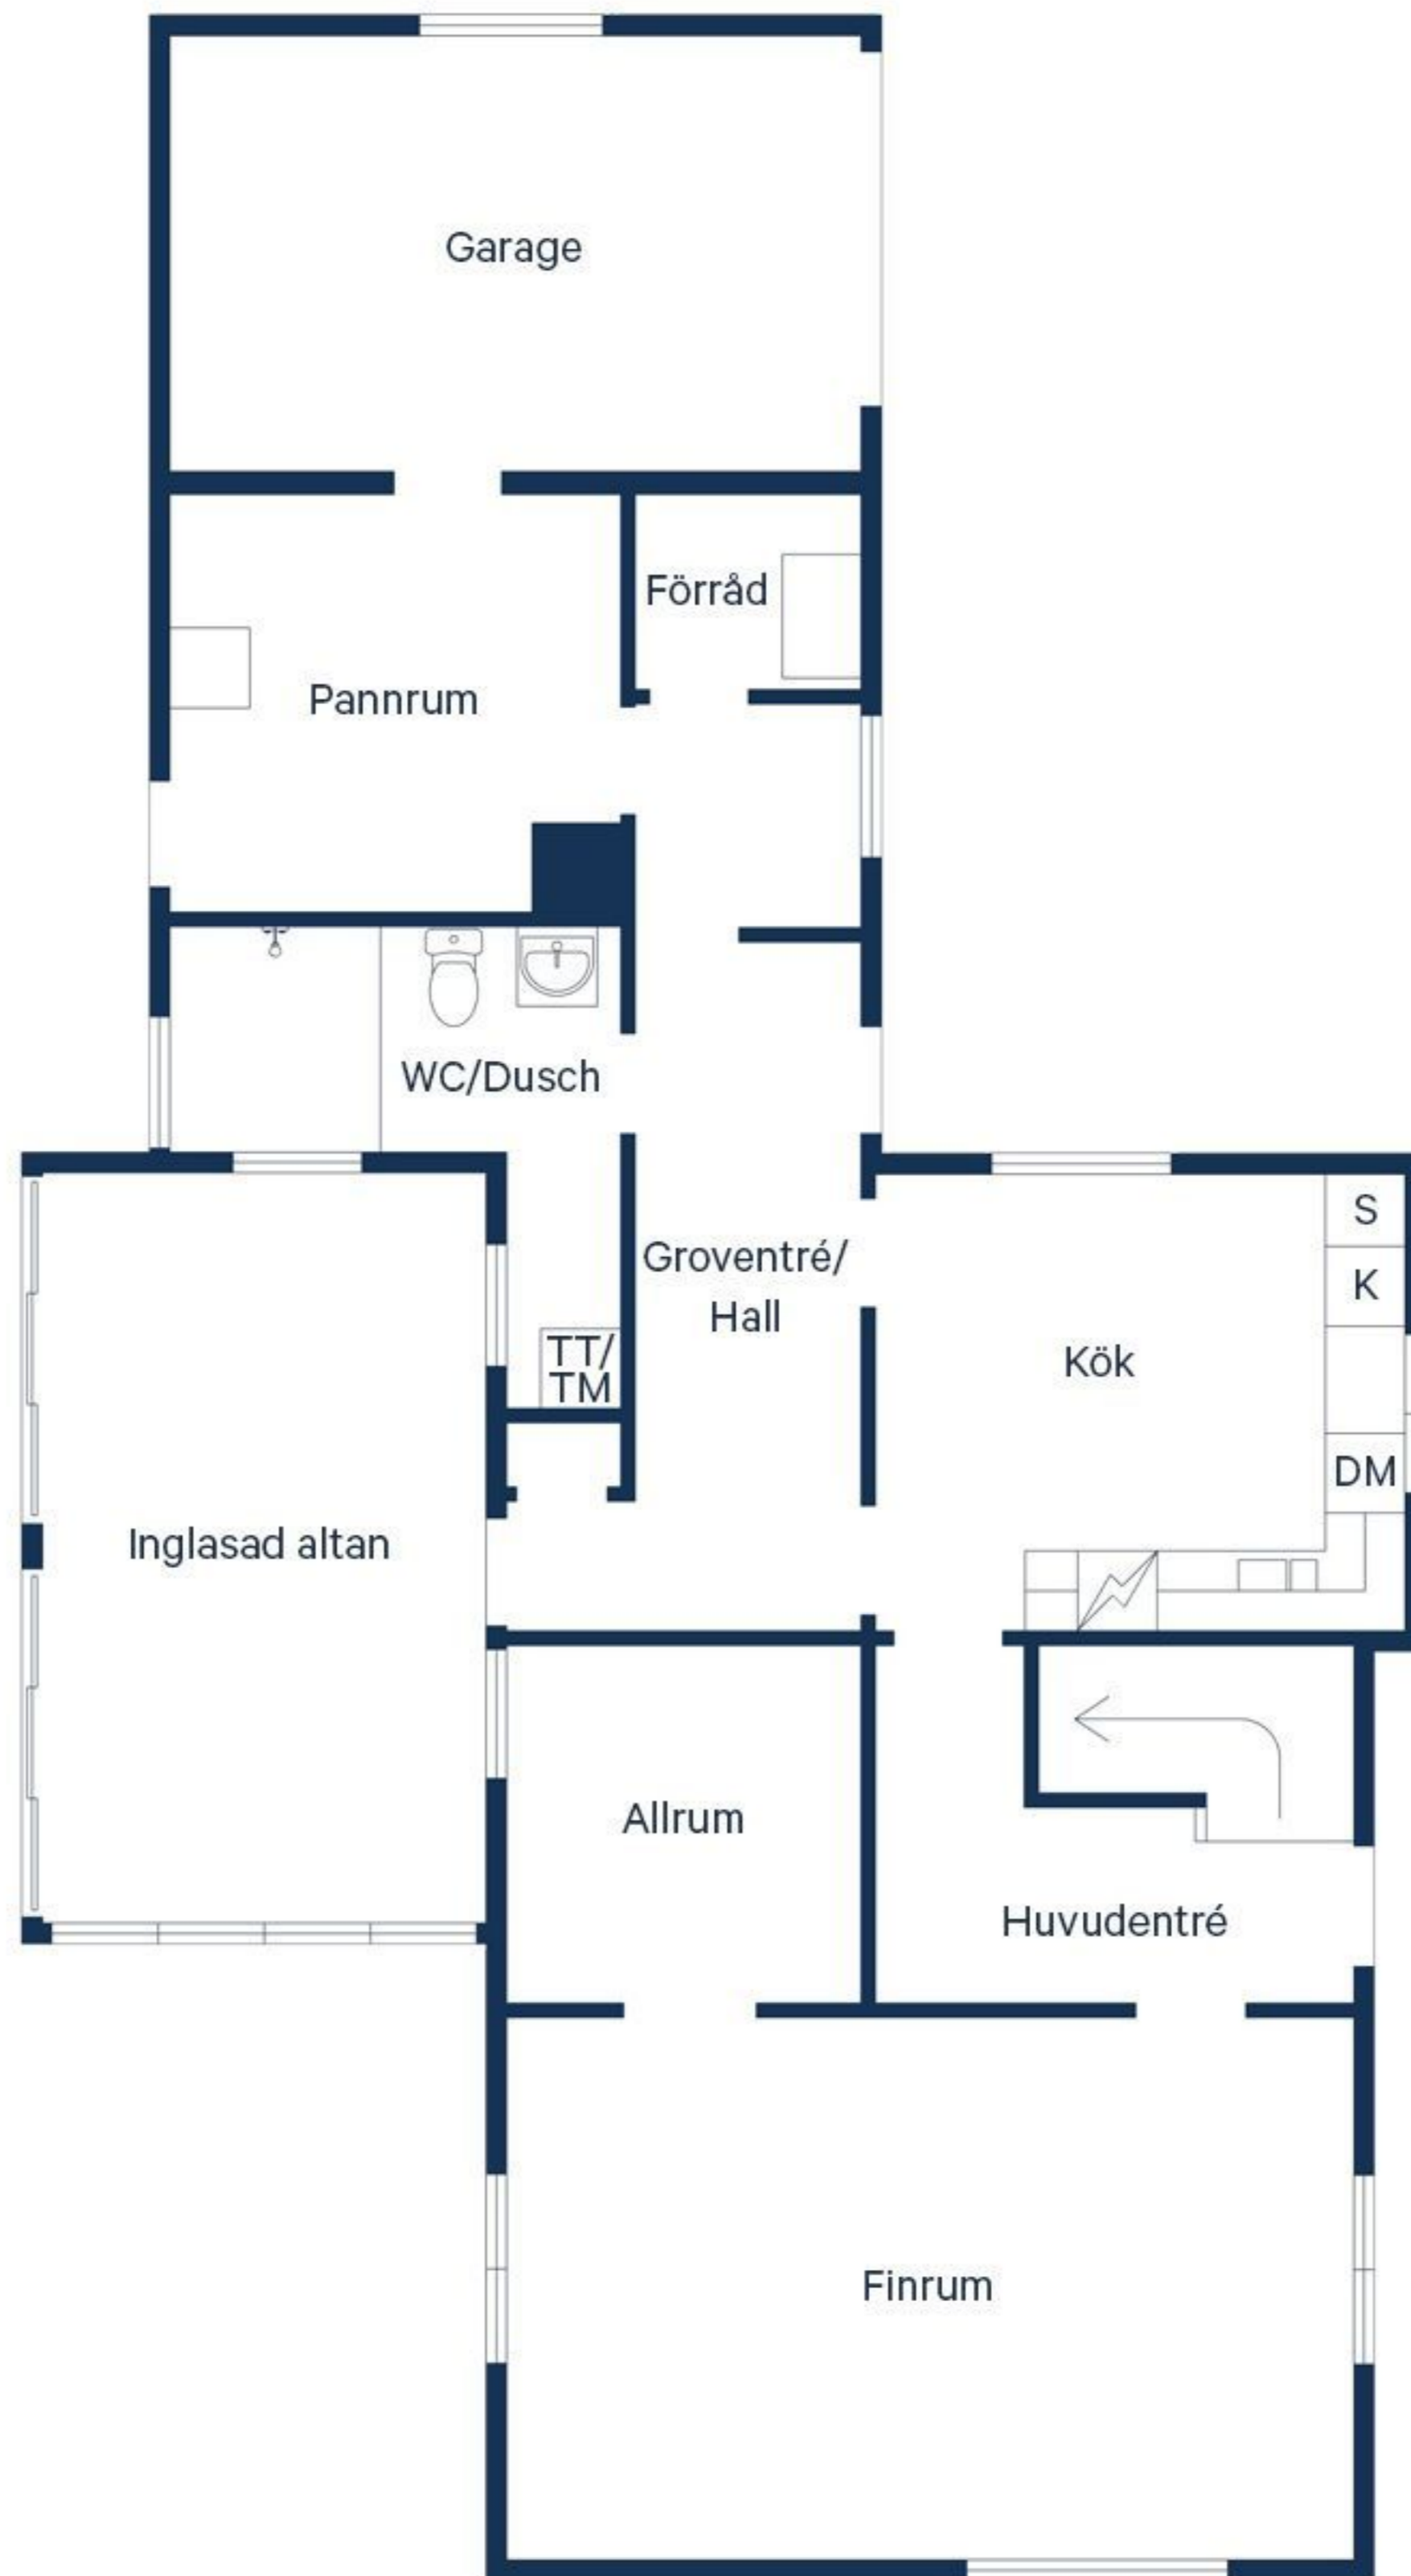 Garage
Förråd
Pannrum
WC/Dusch
S
Groventré/
Hall
K
TT/
TM
Kök
DM
Inglasad altan
Allrum
Huvudentré
Finrum